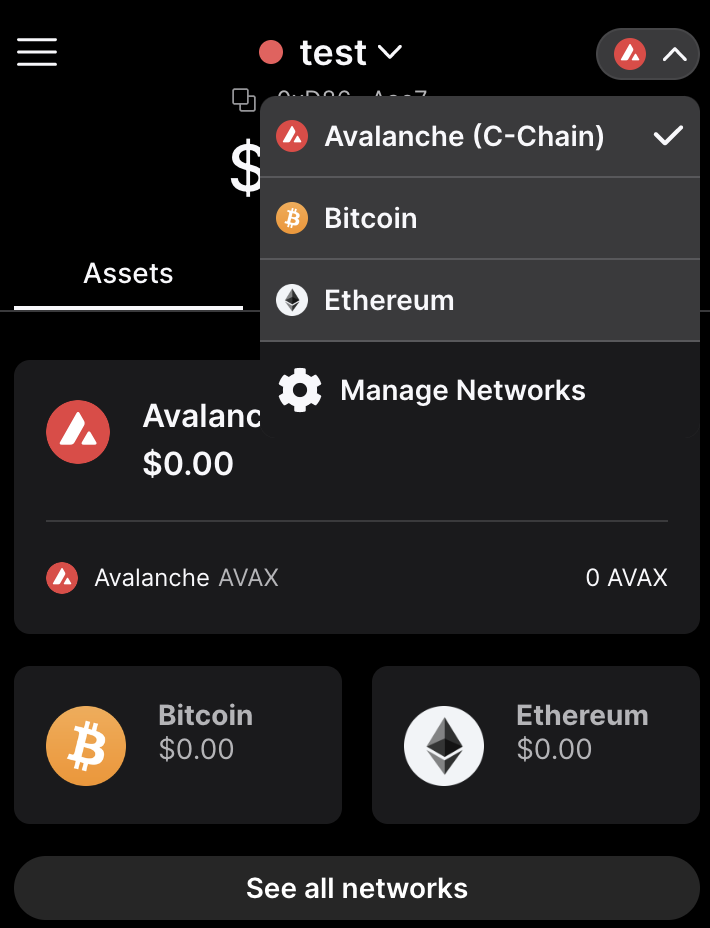 test
$
Avalanche (C-Chain)
Bitcoin
Ethereum
Manage Networks
Assets
Avalanc
$0.00
Avalanche AVAX
0 AVAX
Bitcoin
$0.00
Ethereum
$0.00
See all networks